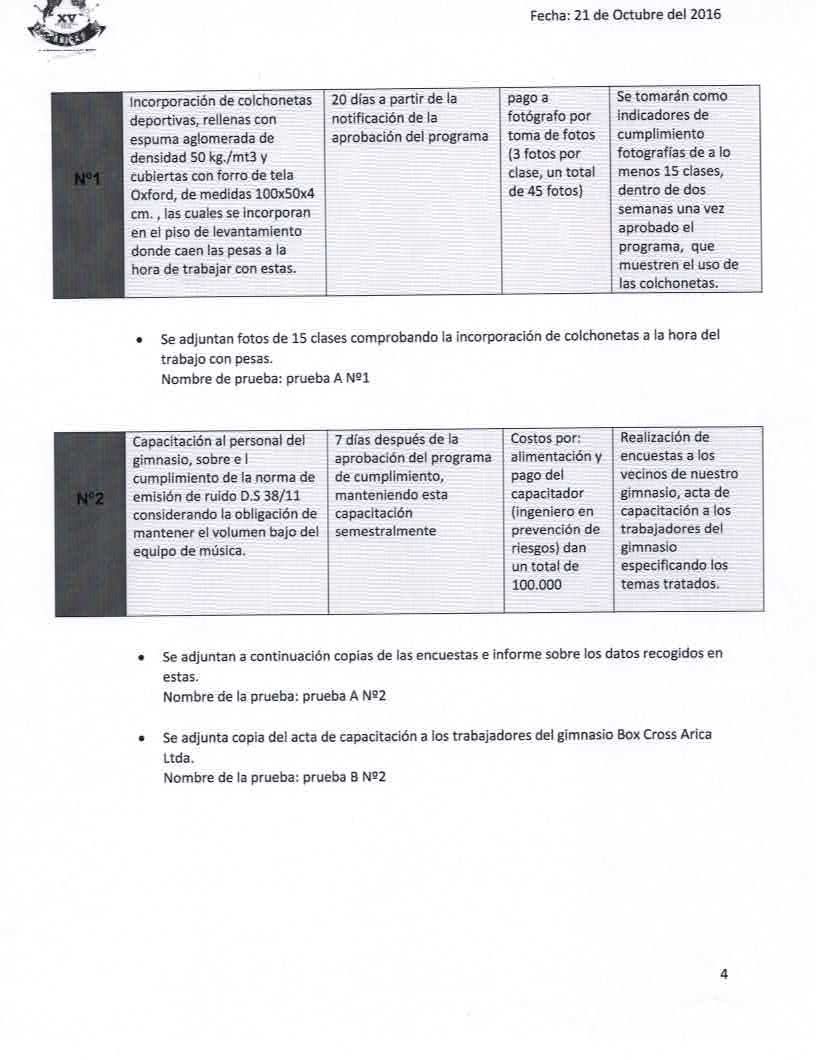 XV
Fecha: 21 de Octubre del 2016
Nº1
Incorporación de colchonetas
deportivas, rellenas con
espuma aglomerada de
densidad 50 kg./mt3 y
cubiertas con forro de tela
Oxford, de medidas 100x50x4
cm. , las cuales se incorporan
en el piso de levantamiento
donde caen las pesas a la
hora de trabajar con estas.
20 días a partir de la
notificación de la
aprobación del programa
pago a
fotógrafo por
toma de fotos
(3 fotos por
clase, un total
de 45 fotos)
Se tomarán como
indicadores de
cumplimiento
fotografías de a lo
menos 15 clases,
dentro de dos
semanas una vez
aprobado el
programa, que
muestren el uso de
las colchonetas.
• Se adjuntan fotos de 15 clases comprobando la incorporación de colchonetas a la hora del
trabajo con pesas.
Nombre de prueba: prueba A Nº1
Nº2
Capacitación al personal del
gimnasio, sobre e l
cumplimiento de la norma de
emisión de ruido D.S 38/11
considerando la obligación de
mantener el volumen bajo del
equipo de música.
7 días después de la
aprobación del programa
de cumplimiento,
manteniendo esta
capacitación
semestralmente
Costos por:
alimentación y
pago del
capacitador
(ingeniero en
prevención de
riesgos) dan
un total de
100.000
Realización de
encuestas a los
vecinos de nuestro
gimnasio, acta de
capacitación a los
trabajadores del
gimnasio
especificando los
temas tratados.
• Se adjuntan a continuación copias de las encuestas e informe sobre los datos recogidos en
estas.
Nombre de la prueba: prueba A Nº2
• Se adjunta copia del acta de capacitación a los trabajadores del gimnasio Box Cross Arica
Ltda.
Nombre de la prueba: prueba B Nº2
4